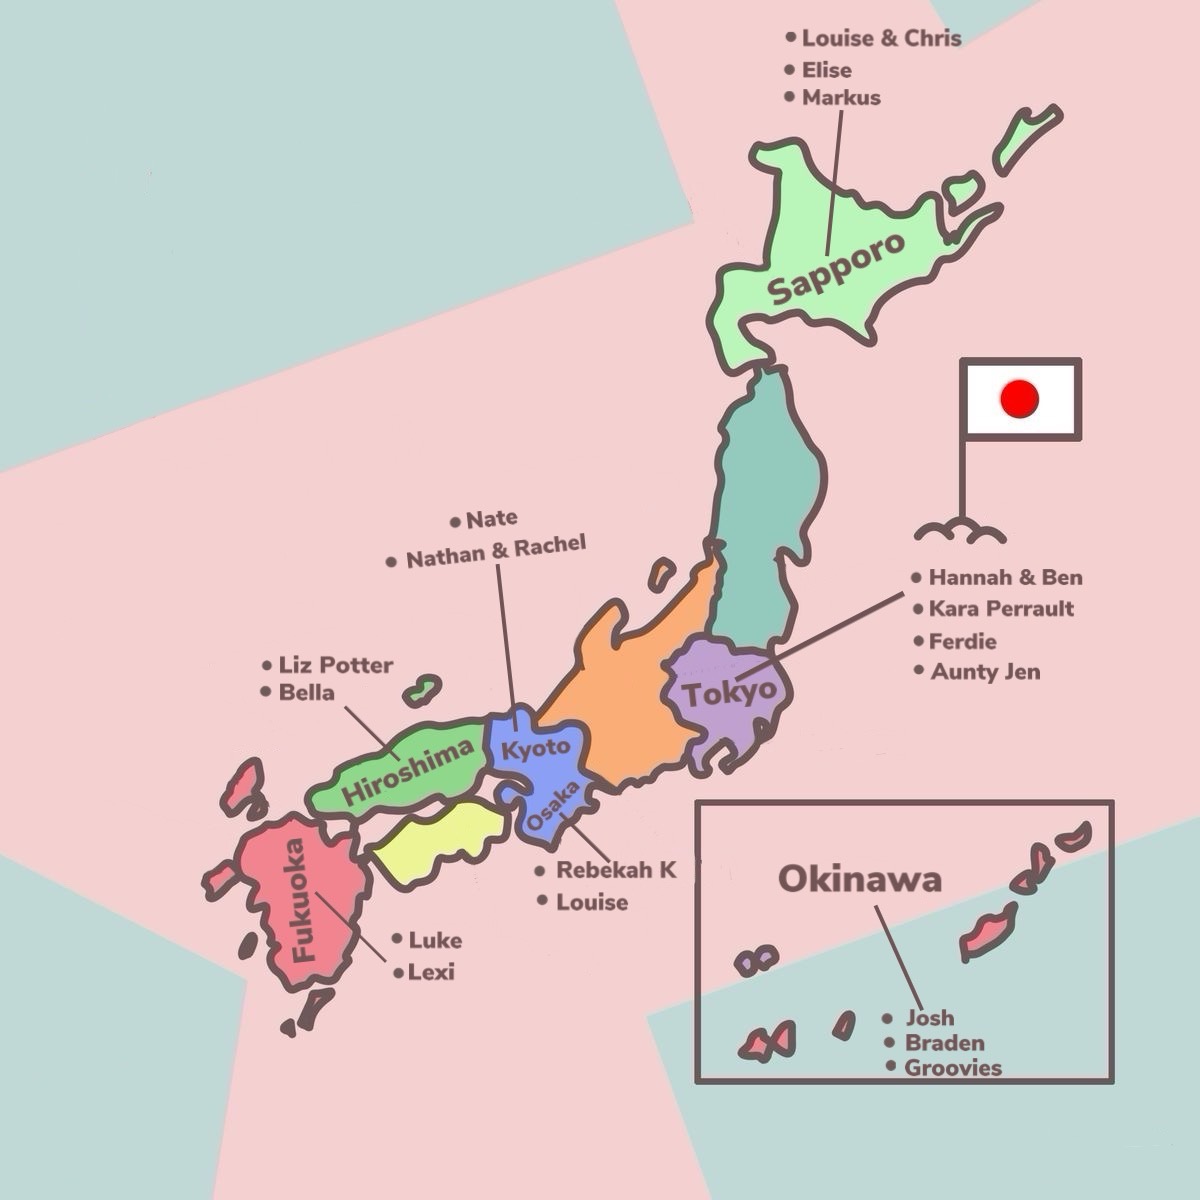 • Louise & Chris
• Elise
• Markus
Sapporo
• Nate
• Nathan & Rachel
• Hannah & Ben
• Kara Perrault
• Ferdie
• Aunty Jen
Tokyo
• Liz Potter
• Bella
Hiroshima
Kyoto
Osaka
• Rebekah K
• Louise
Fukuoka
• Luke
• Lexi
Okinawa
• Josh
• Braden
• Groovies